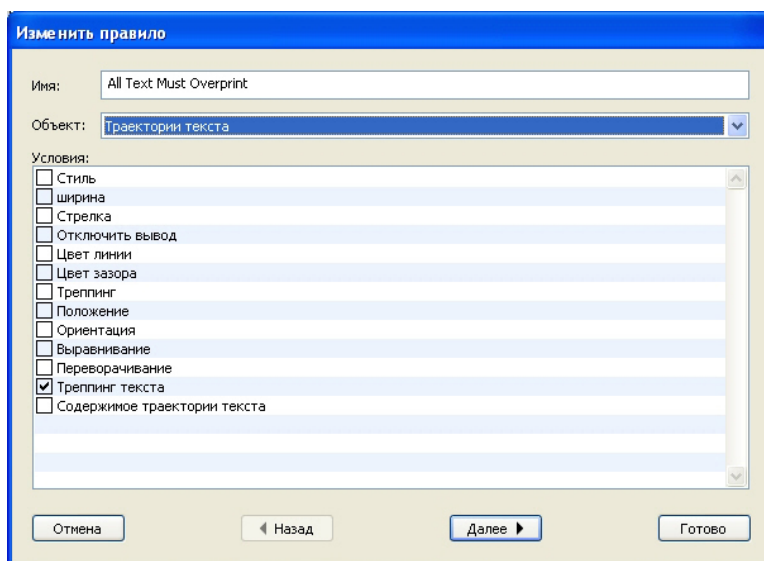 Изменить правило
Имя: All Text Must Overprint
Объект: Траектории текста
Условия:
Стиль
ширина
Стрелка
Отключить вывод
Цвет линии
Цвет зазора
Треппинг
Положение
Ориентация
Выравнивание
Переворачивание
Треппинг текста
Содержимое траектории текста
Отмена Назад Далее Готово